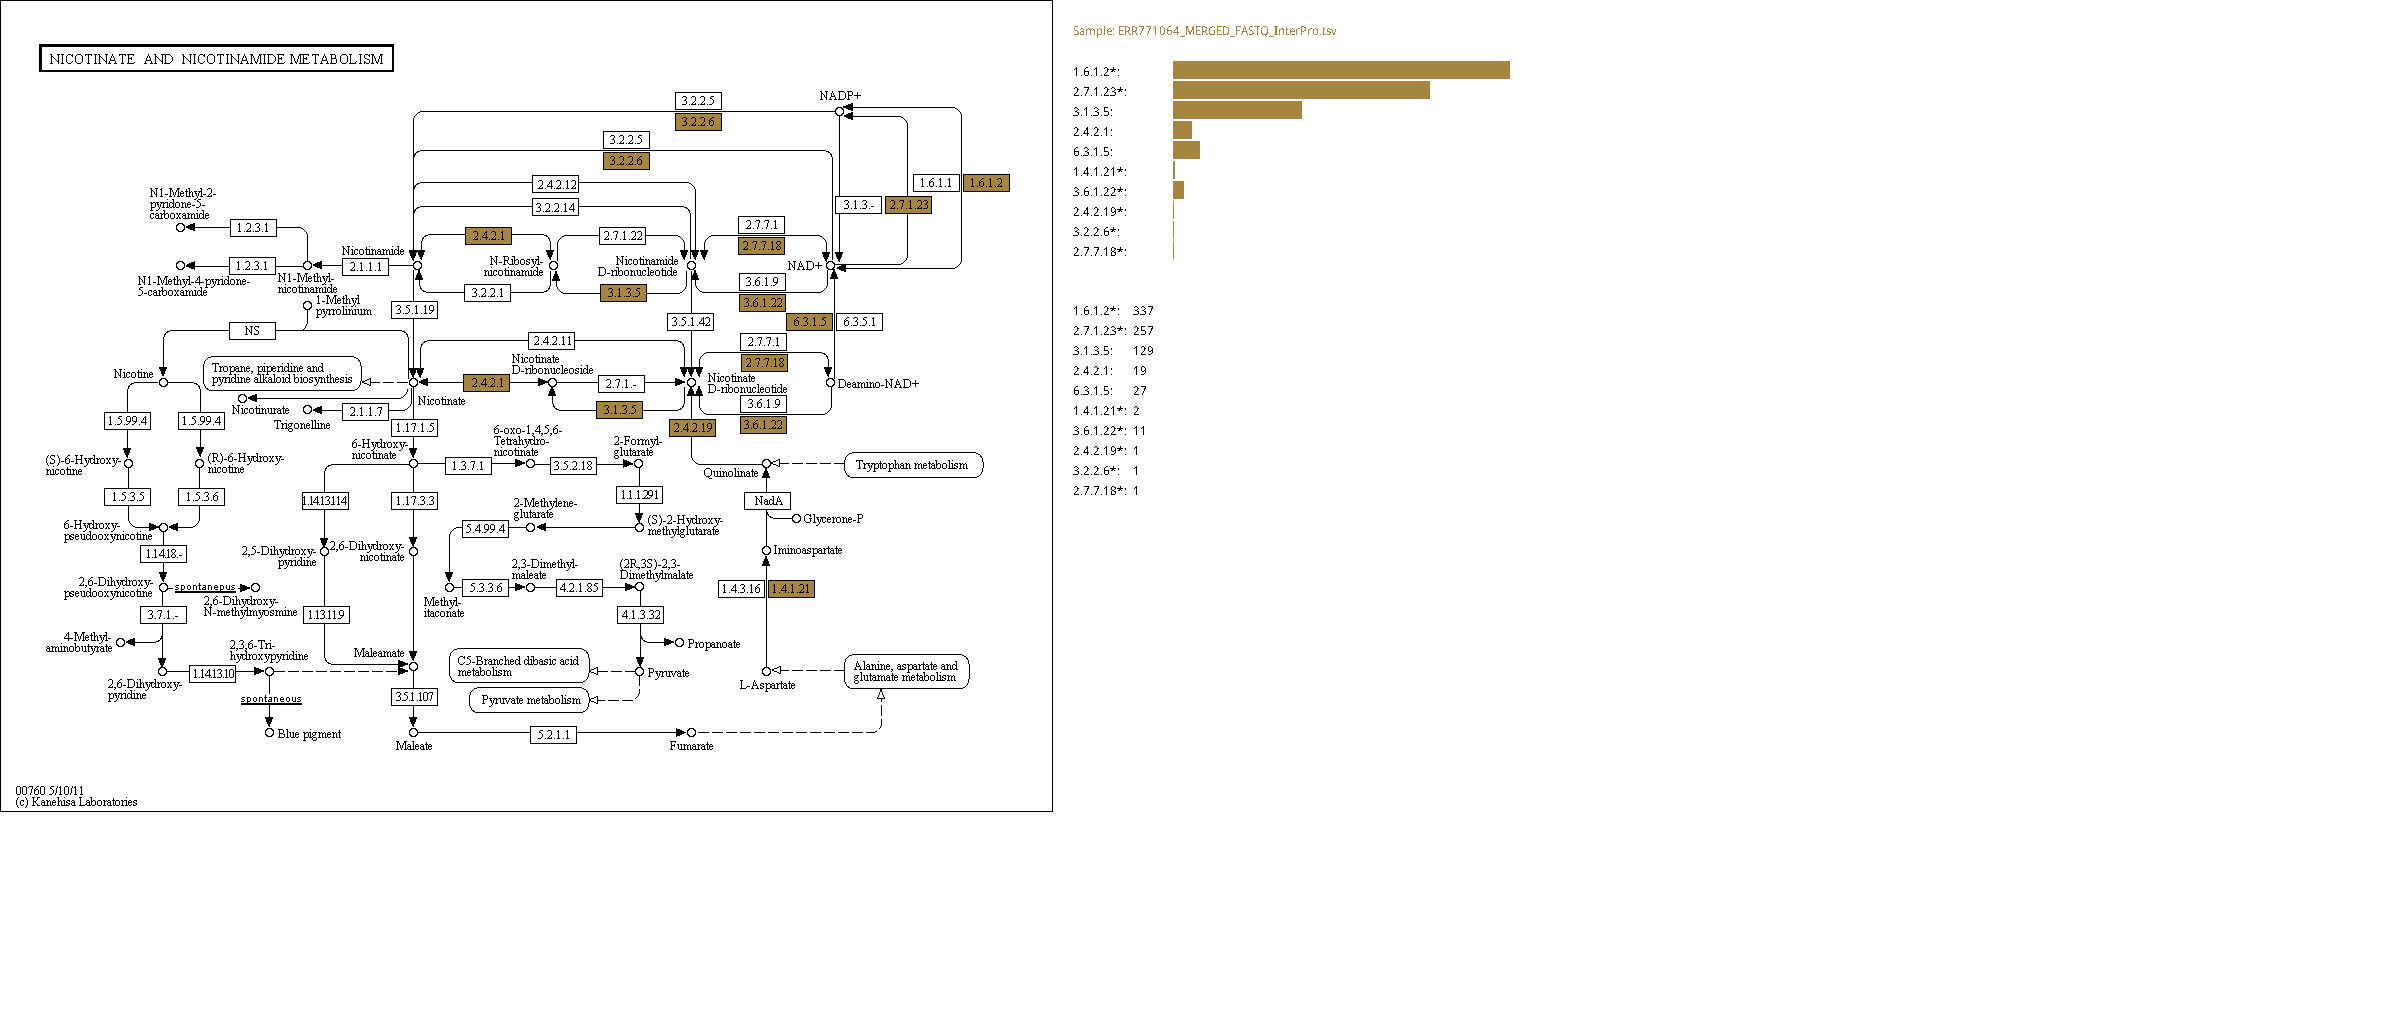 NICOTINATE AND NICOTINAMIDE METABOLISM
Sample: ERR771064_MERGED_FASTQ_InterPro.tsv
1.6.1.2*:
2.7.1.23*:
3.1.3.5:
2.4.2.1:
6.3.1.5:
1.4.1.21*:
3.6.1.22*:
2.4.2.19*:
3.2.2.6*:
2.7.7.18*:
1.6.1.2*: 337
2.7.1.23*: 257
3.1.3.5: 129
2.4.2.1: 19
6.3.1.5: 27
1.4.1.21*: 2
3.6.1.22*: 11
2.4.2.19*: 1
3.2.2.6*: 1
2.7.7.18*: 1
NADP+
3.2.2.5
3.2.2.6
3.2.2.5
3.2.2.6
2.4.2.12
3.2.2.14
1.6.1.1
1.6.1.2
3.1.3.-
2.7.1.23
N1-Methyl-2-
pyridone-5-
carboxamide
1.2.3.1
Nicotinamide
2.4.2.1
2.7.1.22
2.7.7.1
2.7.7.18
1.2.3.1
2.1.1.1
N-Ribosyl-
nicotinamide
Nicotinamide
D-ribonucleotide
NAD+
N1-Methyl-4-pyridone-
5-carboxamide
N1-Methyl-
nicotinamide
3.2.2.1
3.1.3.5
3.6.1.9
3.6.1.22
1-Methyl
pyrrolinium
3.5.1.19
3.5.1.42
6.3.1.5
6.3.5.1
NS
2.4.2.11
2.7.7.1
2.7.7.18
Nicotine
Tropane, piperidine and
pyridine alkaloid biosynthesis
Nicotinate
D-ribonucleoside
2.4.2.1
2.7.1.-
Nicotinate
D-ribonucleotide
Deamino-NAD+
Nicotinurate
Nicotinate
3.6.1.9
3.6.1.22
3.1.3.5
Trigonelline
2.1.1.7
1.5.99.4
1.5.99.4
1.17.1.5
2.4.2.19
6-Hydroxy-
nicotinate
6-oxo-1,4,5,6-
Tetrahydro-
nicotinate
2-Formyl-
glutarate
(S)-6-Hydroxy-
nicotine
(R)-6-Hydroxy-
nicotine
1.3.7.1
3.5.2.18
Quinolinate
Tryptophan metabolism
1.5.3.5
1.5.3.6
1.14.13.114
1.17.3.3
1.1.1.291
NadA
2-Methylene-
glutarate
(S)-2-Hydroxy-
methylglutarate
Glycerone-P
6-Hydroxy-
pseudooxynicotine
5.4.99.4
1.14.18.-
2,5-Dihydroxy-
pyridine
2,6-Dihydroxy-
nicotinate
Iminoaspartate
2,6-Dihydroxy-
pseudooxynicotine
spontanepus
2,6-Dihydroxy-
N-methylmyosmine
2,3-Dimethyl-
maleate
(2R,3S)-2,3-
Dimethylmalate
5.3.3.6
4.2.1.85
1.4.3.16
1.4.1.21
Methyl-
itaconate
3.7.1.-
1.13.11.9
4.1.3.32
4-Methyl-
aminobutyrate
2,3,6-Tri-
hydroxypyridine
Maleamate
Propanoate
1.14.13.10
C5-Branched dibasic acid
metabolism
Pyruvate
L-Aspartate
Alanine, aspartate and
glutamate metabolism
2,6-Dihydroxy-
pyridine
spontaneous
3.5.1.107
Pyruvate metabolism
Blue pigment
Maleate
5.2.1.1
Fumarate
00760 5/10/11
(c) Kanehisa Laboratories